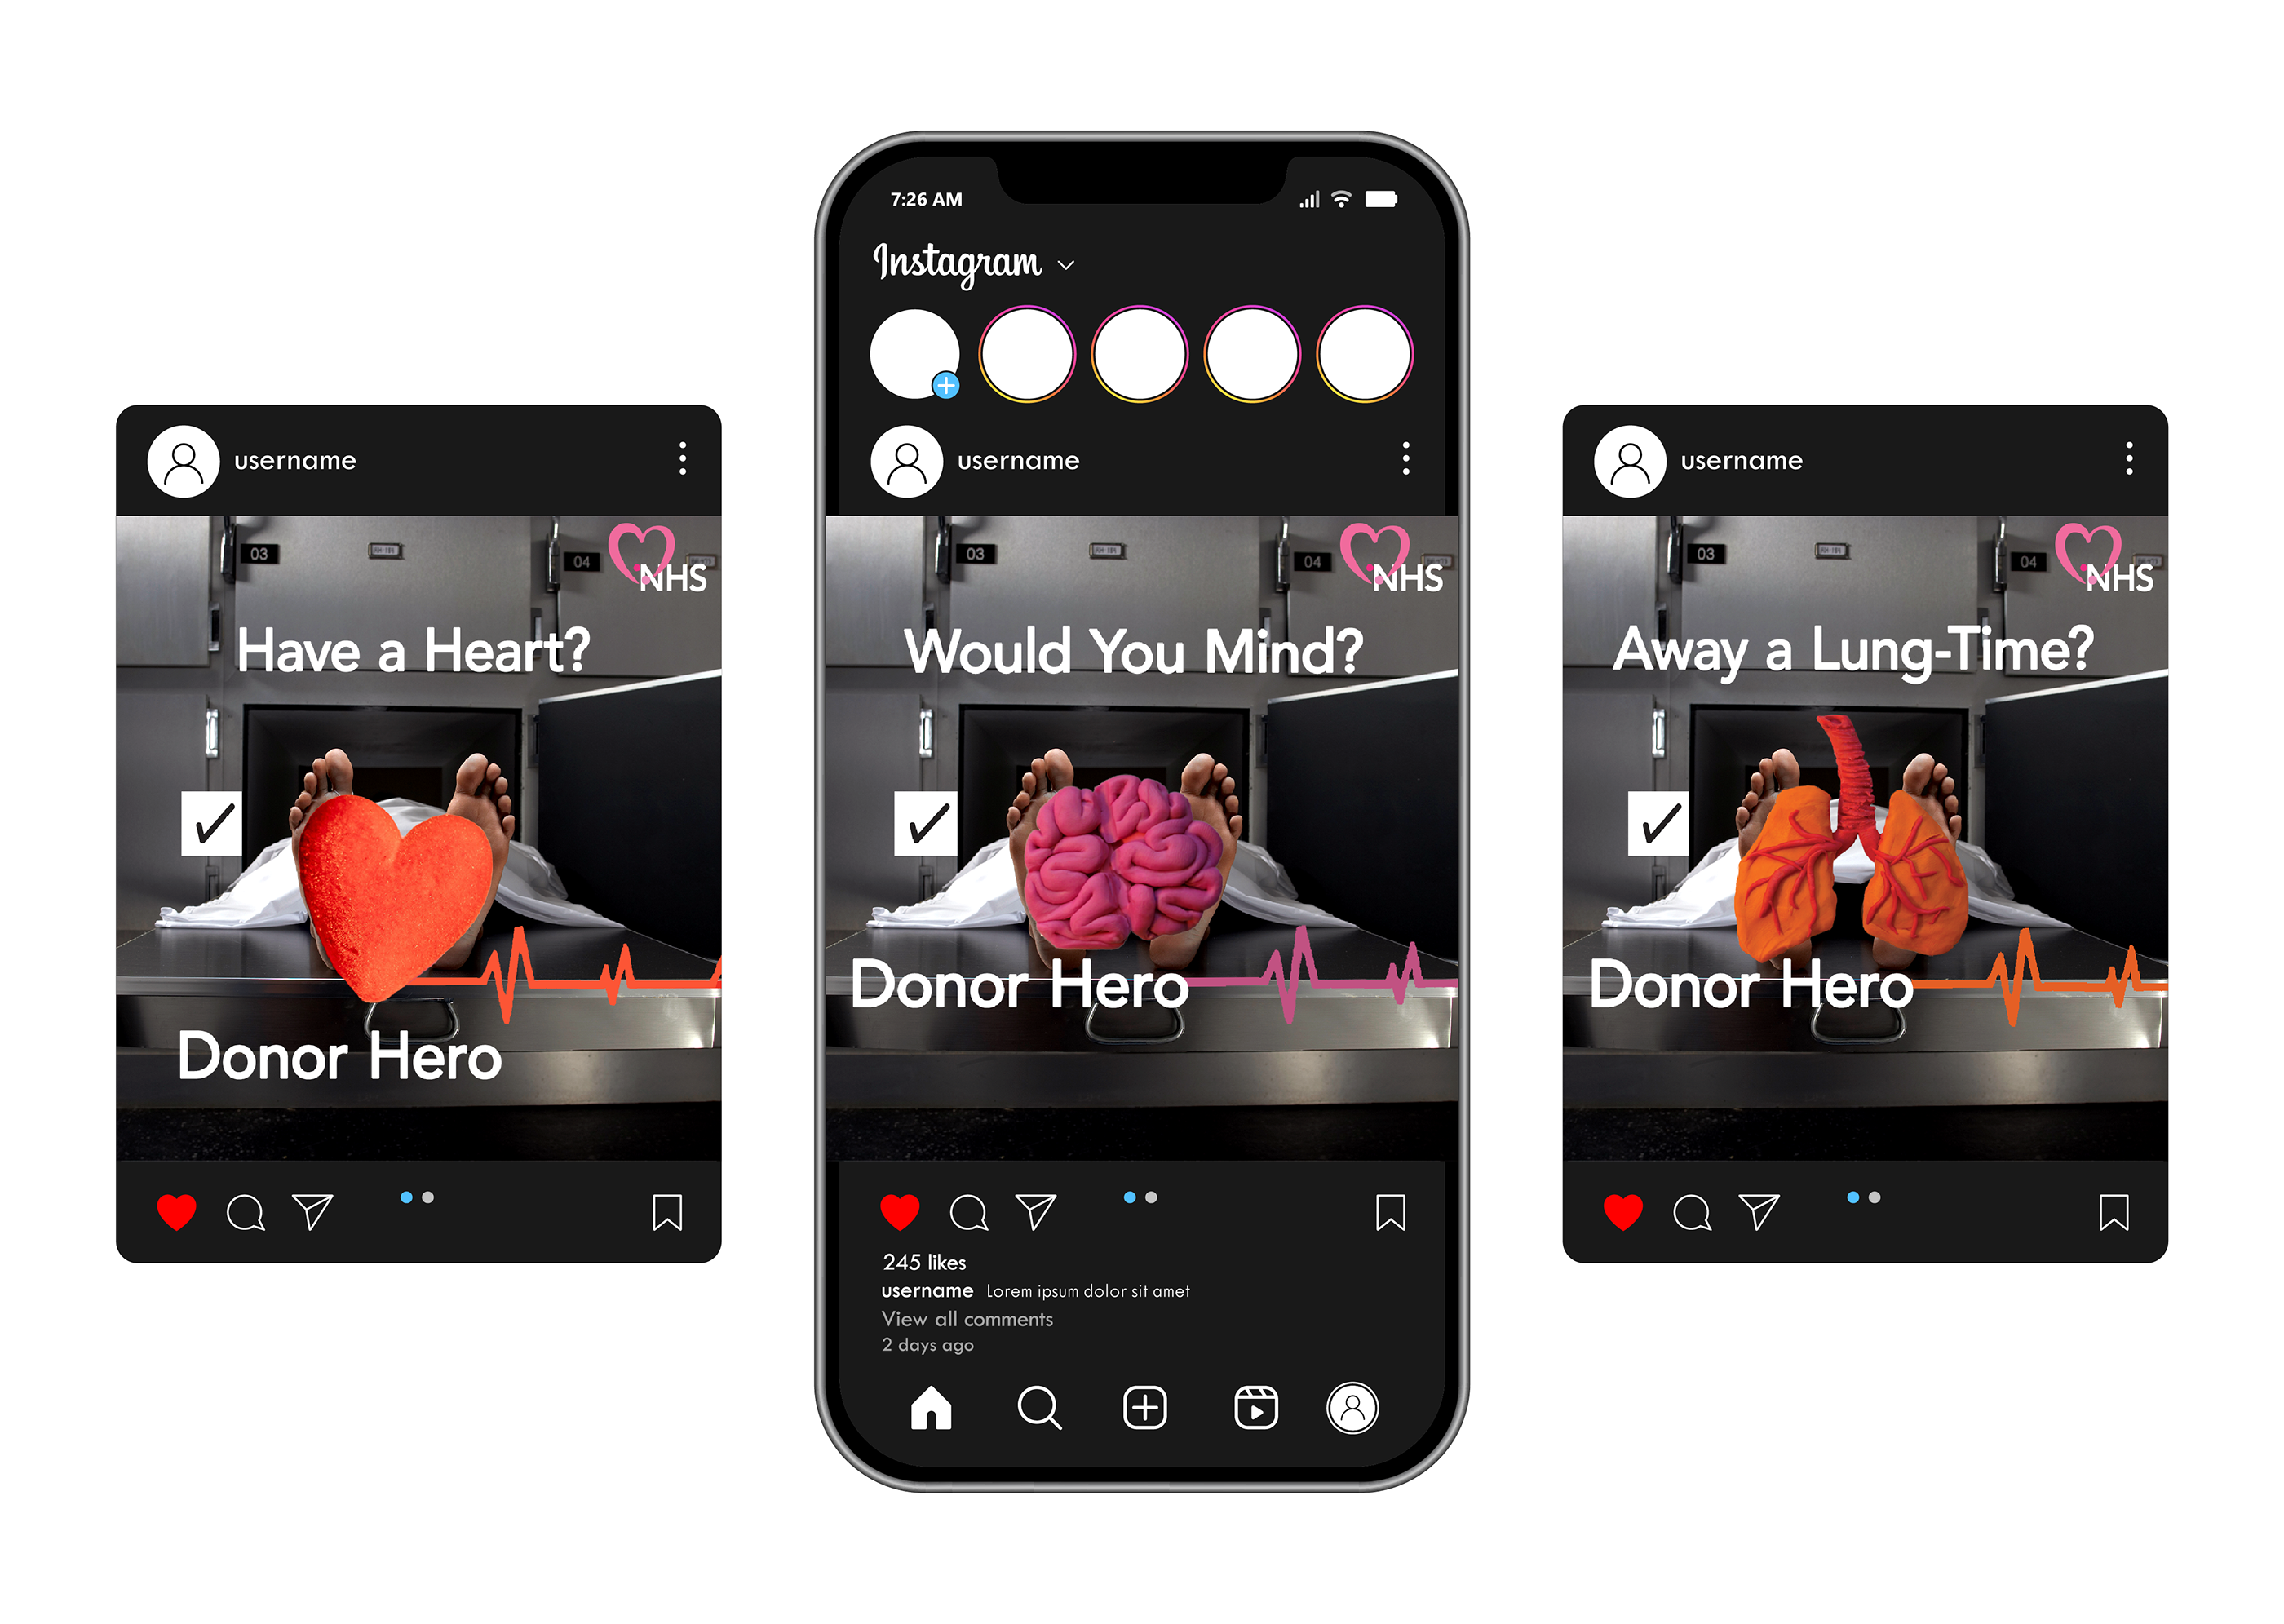 username
03
04
NHS
Have a Heart?
Donor Hero
7:26 AM
Instagram
username
03
04
NHS
Would You Mind?
Donor Hero
245 likes
username Lorem ipsum dolor sit amet
View all comments
2 days ago
username
03
04
NHS
Away a Lung-Time?
Donor Hero